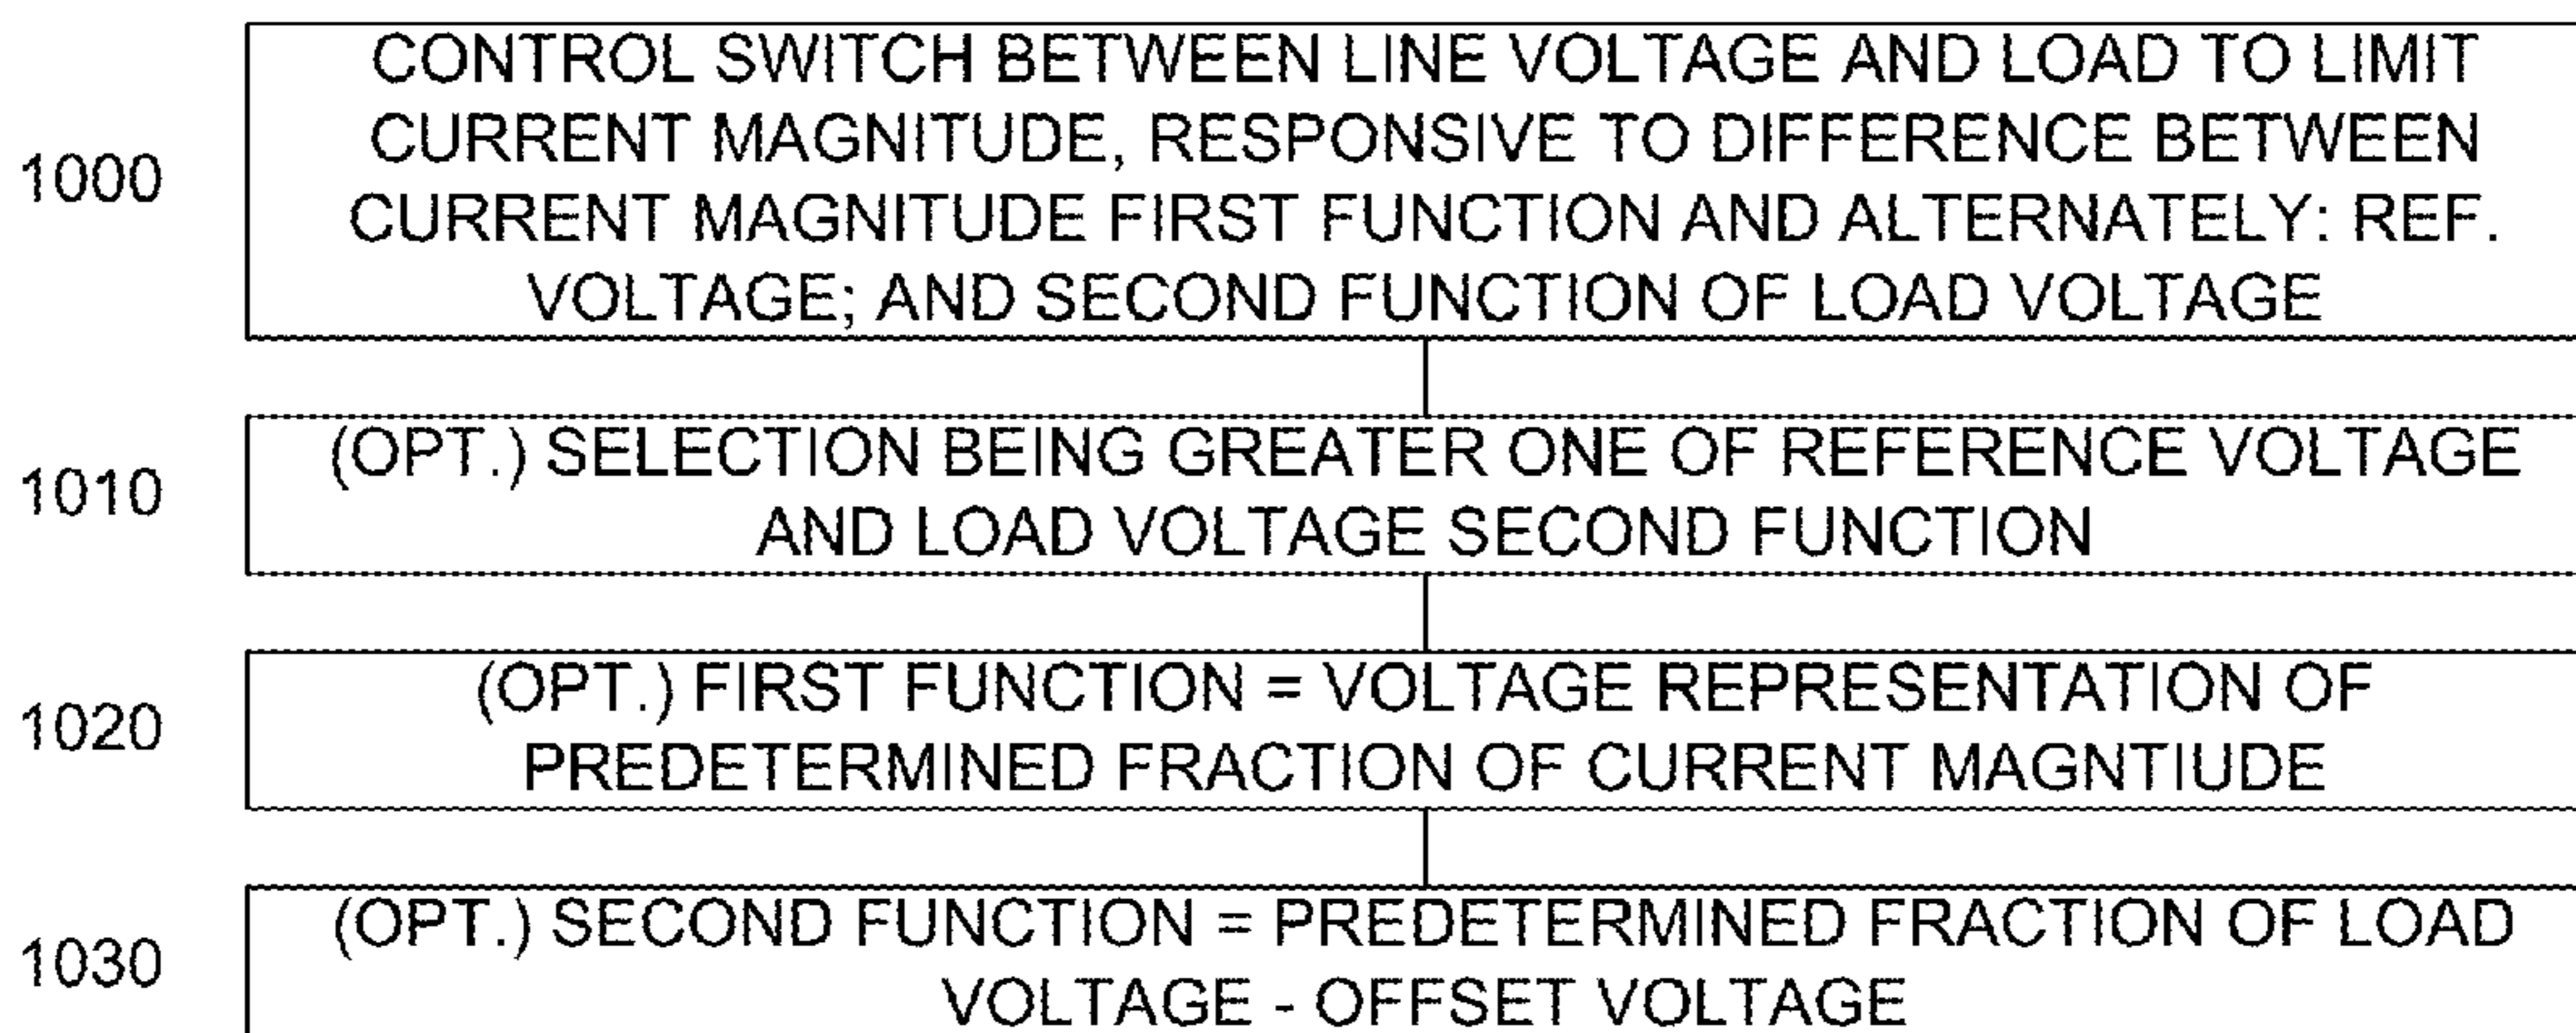 CONTROL SWITCH BETWEEN LINE VOLTAGE AND LOAD TO LIMIT
CURRENT MAGNITUDE, RESPONSIVE TO DIFFERENCE BETWEEN
1000
CURRENT MAGNITUDE FIRST FUNCTION AND ALTERNATELY: REF.
VOLTAGE; AND SECOND FUNCTION OF LOAD VOLTAGE
1010
(OPT.) SELECTION BEING GREATER ONE OF REFERENCE VOLTAGE
AND LOAD VOLTAGE SECOND FUNCTION
1020
(OPT.) FIRST FUNCTION = VOLTAGE REPRESENTATION OF
PREDETERMINED FRACTION OF CURRENT MAGNTIUDE
1030
(OPT.) SECOND FUNCTION = PREDETERMINED FRACTION OF LOAD
VOLTAGE - OFFSET VOLTAGE